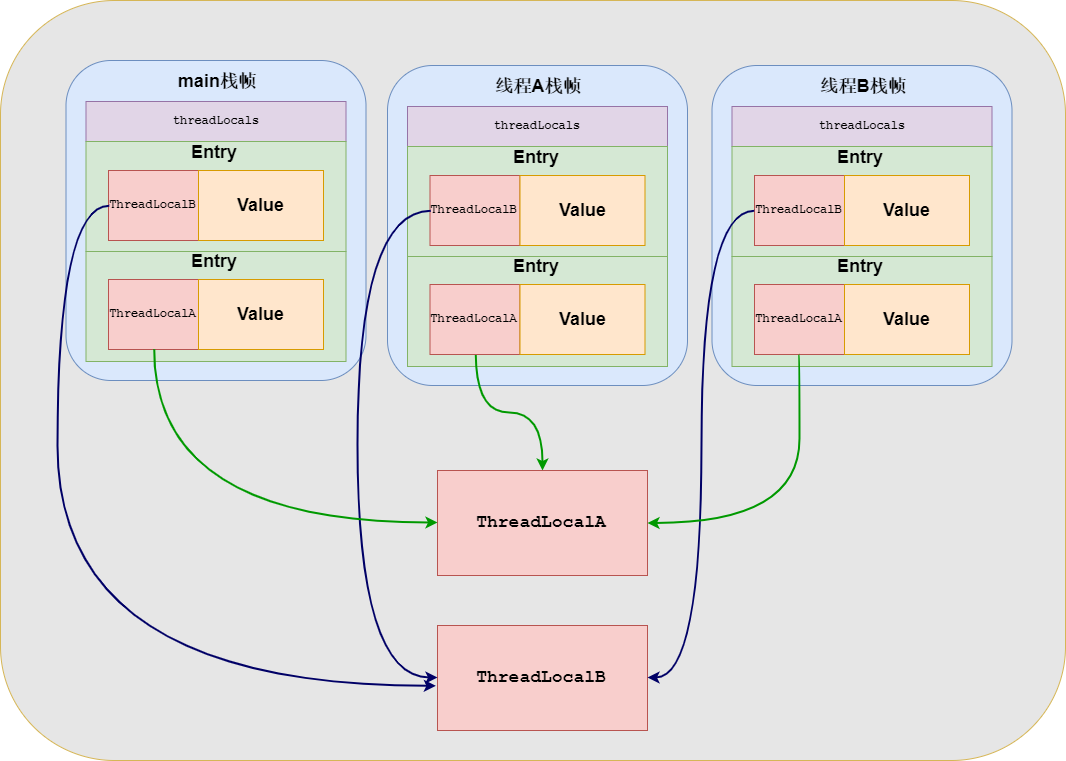 main栈帧
threadLocals
Entry
ThreadLocalB
Value
Entry
ThreadLocalA
Value
线程A栈帧
threadLocals
Entry
ThreadLocalB
Value
Entry
ThreadLocalA
Value
线程B栈帧
threadLocals
Entry
ThreadLocalB
Value
Entry
ThreadLocalA
Value
ThreadLocalA
ThreadLocalB